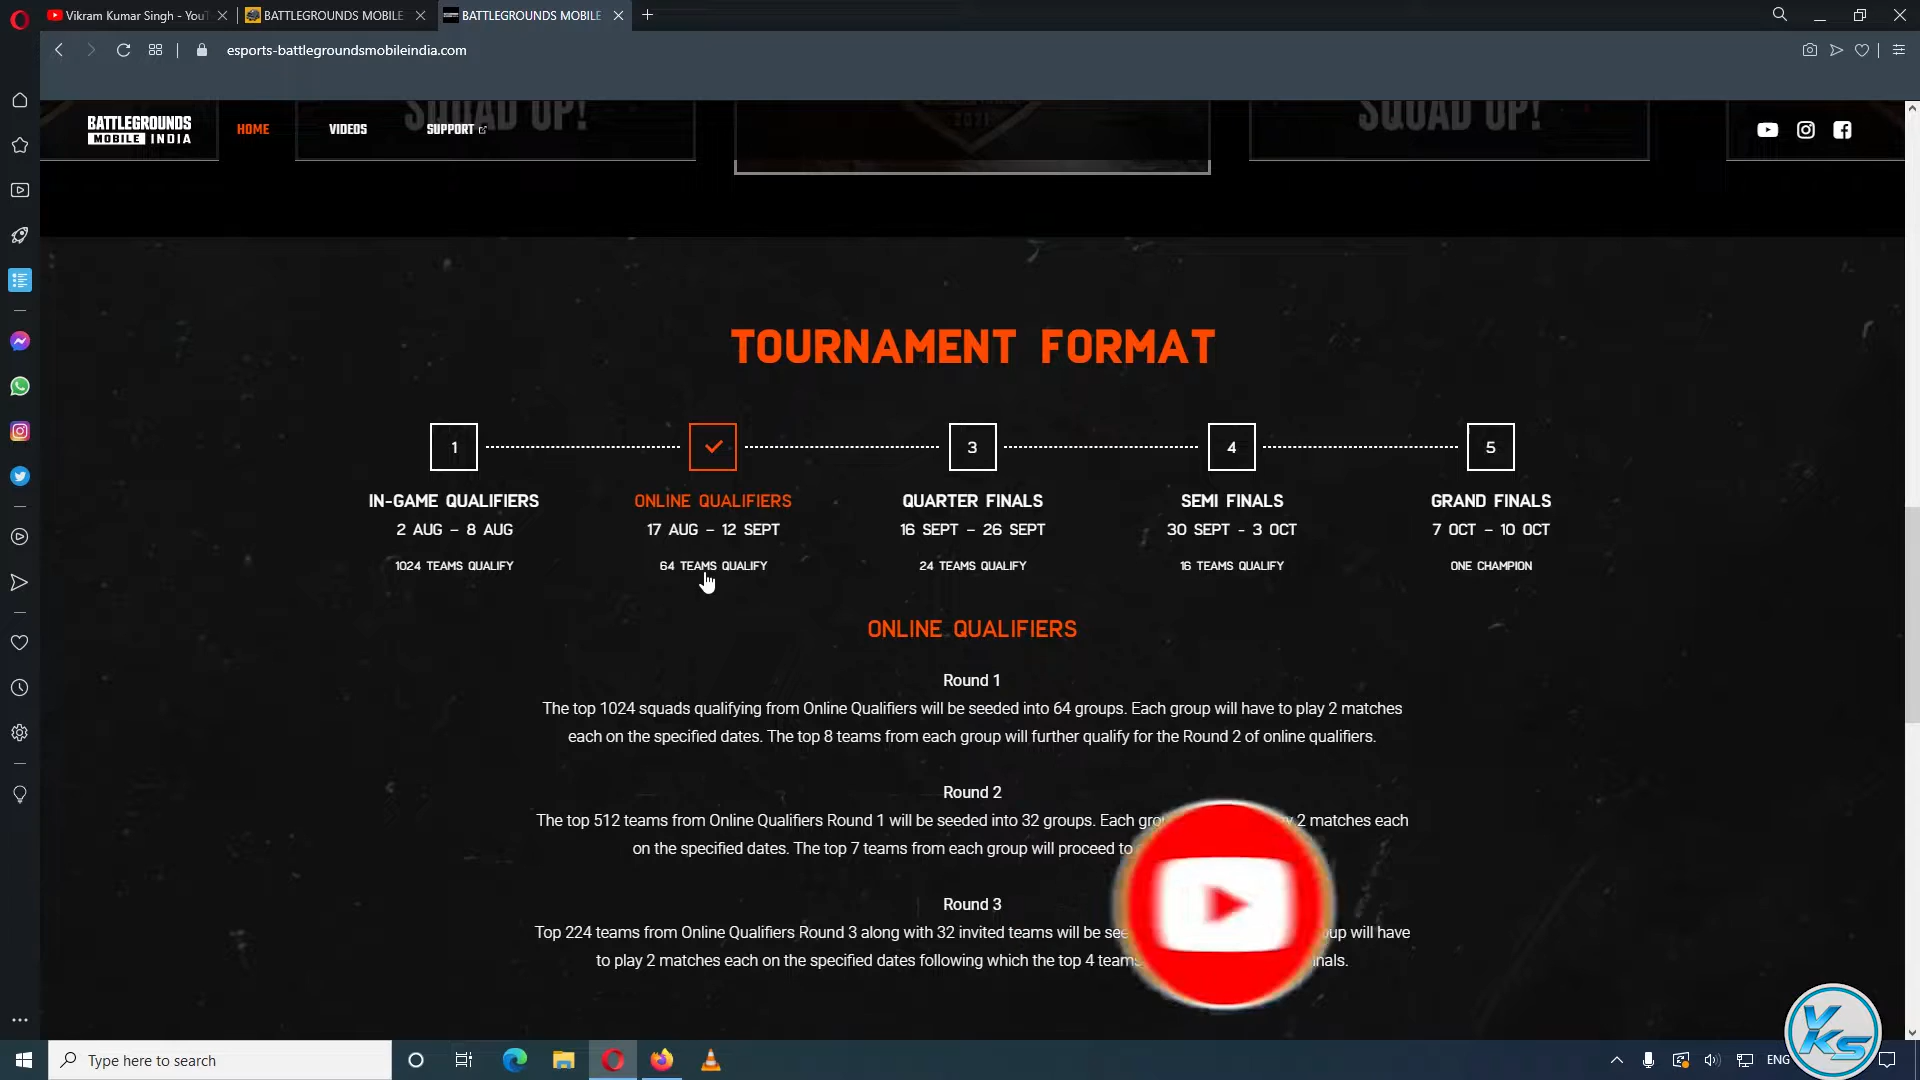 Vikram Kumar Singh - YouT
BATTLEGROUNDS MOBILE
BATTLEGROUNDS MOBILE
esports-battlegroundsmobileindia.com
SQUAD UP!
2021
SQUAD UP!
BATTLEGROUNDS
MOBILE INDIA
HOME
VIDEOS
SUPPORT
TOURNAMENT FORMAT
1
3
4
5
IN-GAME QUALIFIERS
2 AUG – 8 AUG
1024 TEAMS QUALIFY
ONLINE QUALIFIERS
17 AUG – 12 SEPT
64 TEAMS QUALIFY
QUARTER FINALS
16 SEPT – 26 SEPT
24 TEAMS QUALIFY
SEMI FINALS
30 SEPT - 3 OCT
16 TEAMS QUALIFY
GRAND FINALS
7 OCT – 10 OCT
ONE CHAMPION
ONLINE QUALIFIERS
Round 1
The top 1024 squads qualifying from Online Qualifiers will be seeded into 64 groups. Each group will have to play 2 matches
each on the specified dates. The top 8 teams from each group will further qualify for the Round 2 of online qualifiers.
Round 2
The top 512 teams from Online Qualifiers Round 1 will be seeded into 32 groups. Each 2 matches each
on the specified dates. The top 7 teams from each group will proceed to
Round 3
Top 224 teams from Online Qualifiers Round 3 along with 32 invited teams will be will have
to play 2 matches each on the specified dates following which the top 4 teams
Type here to search
ENG
VKS